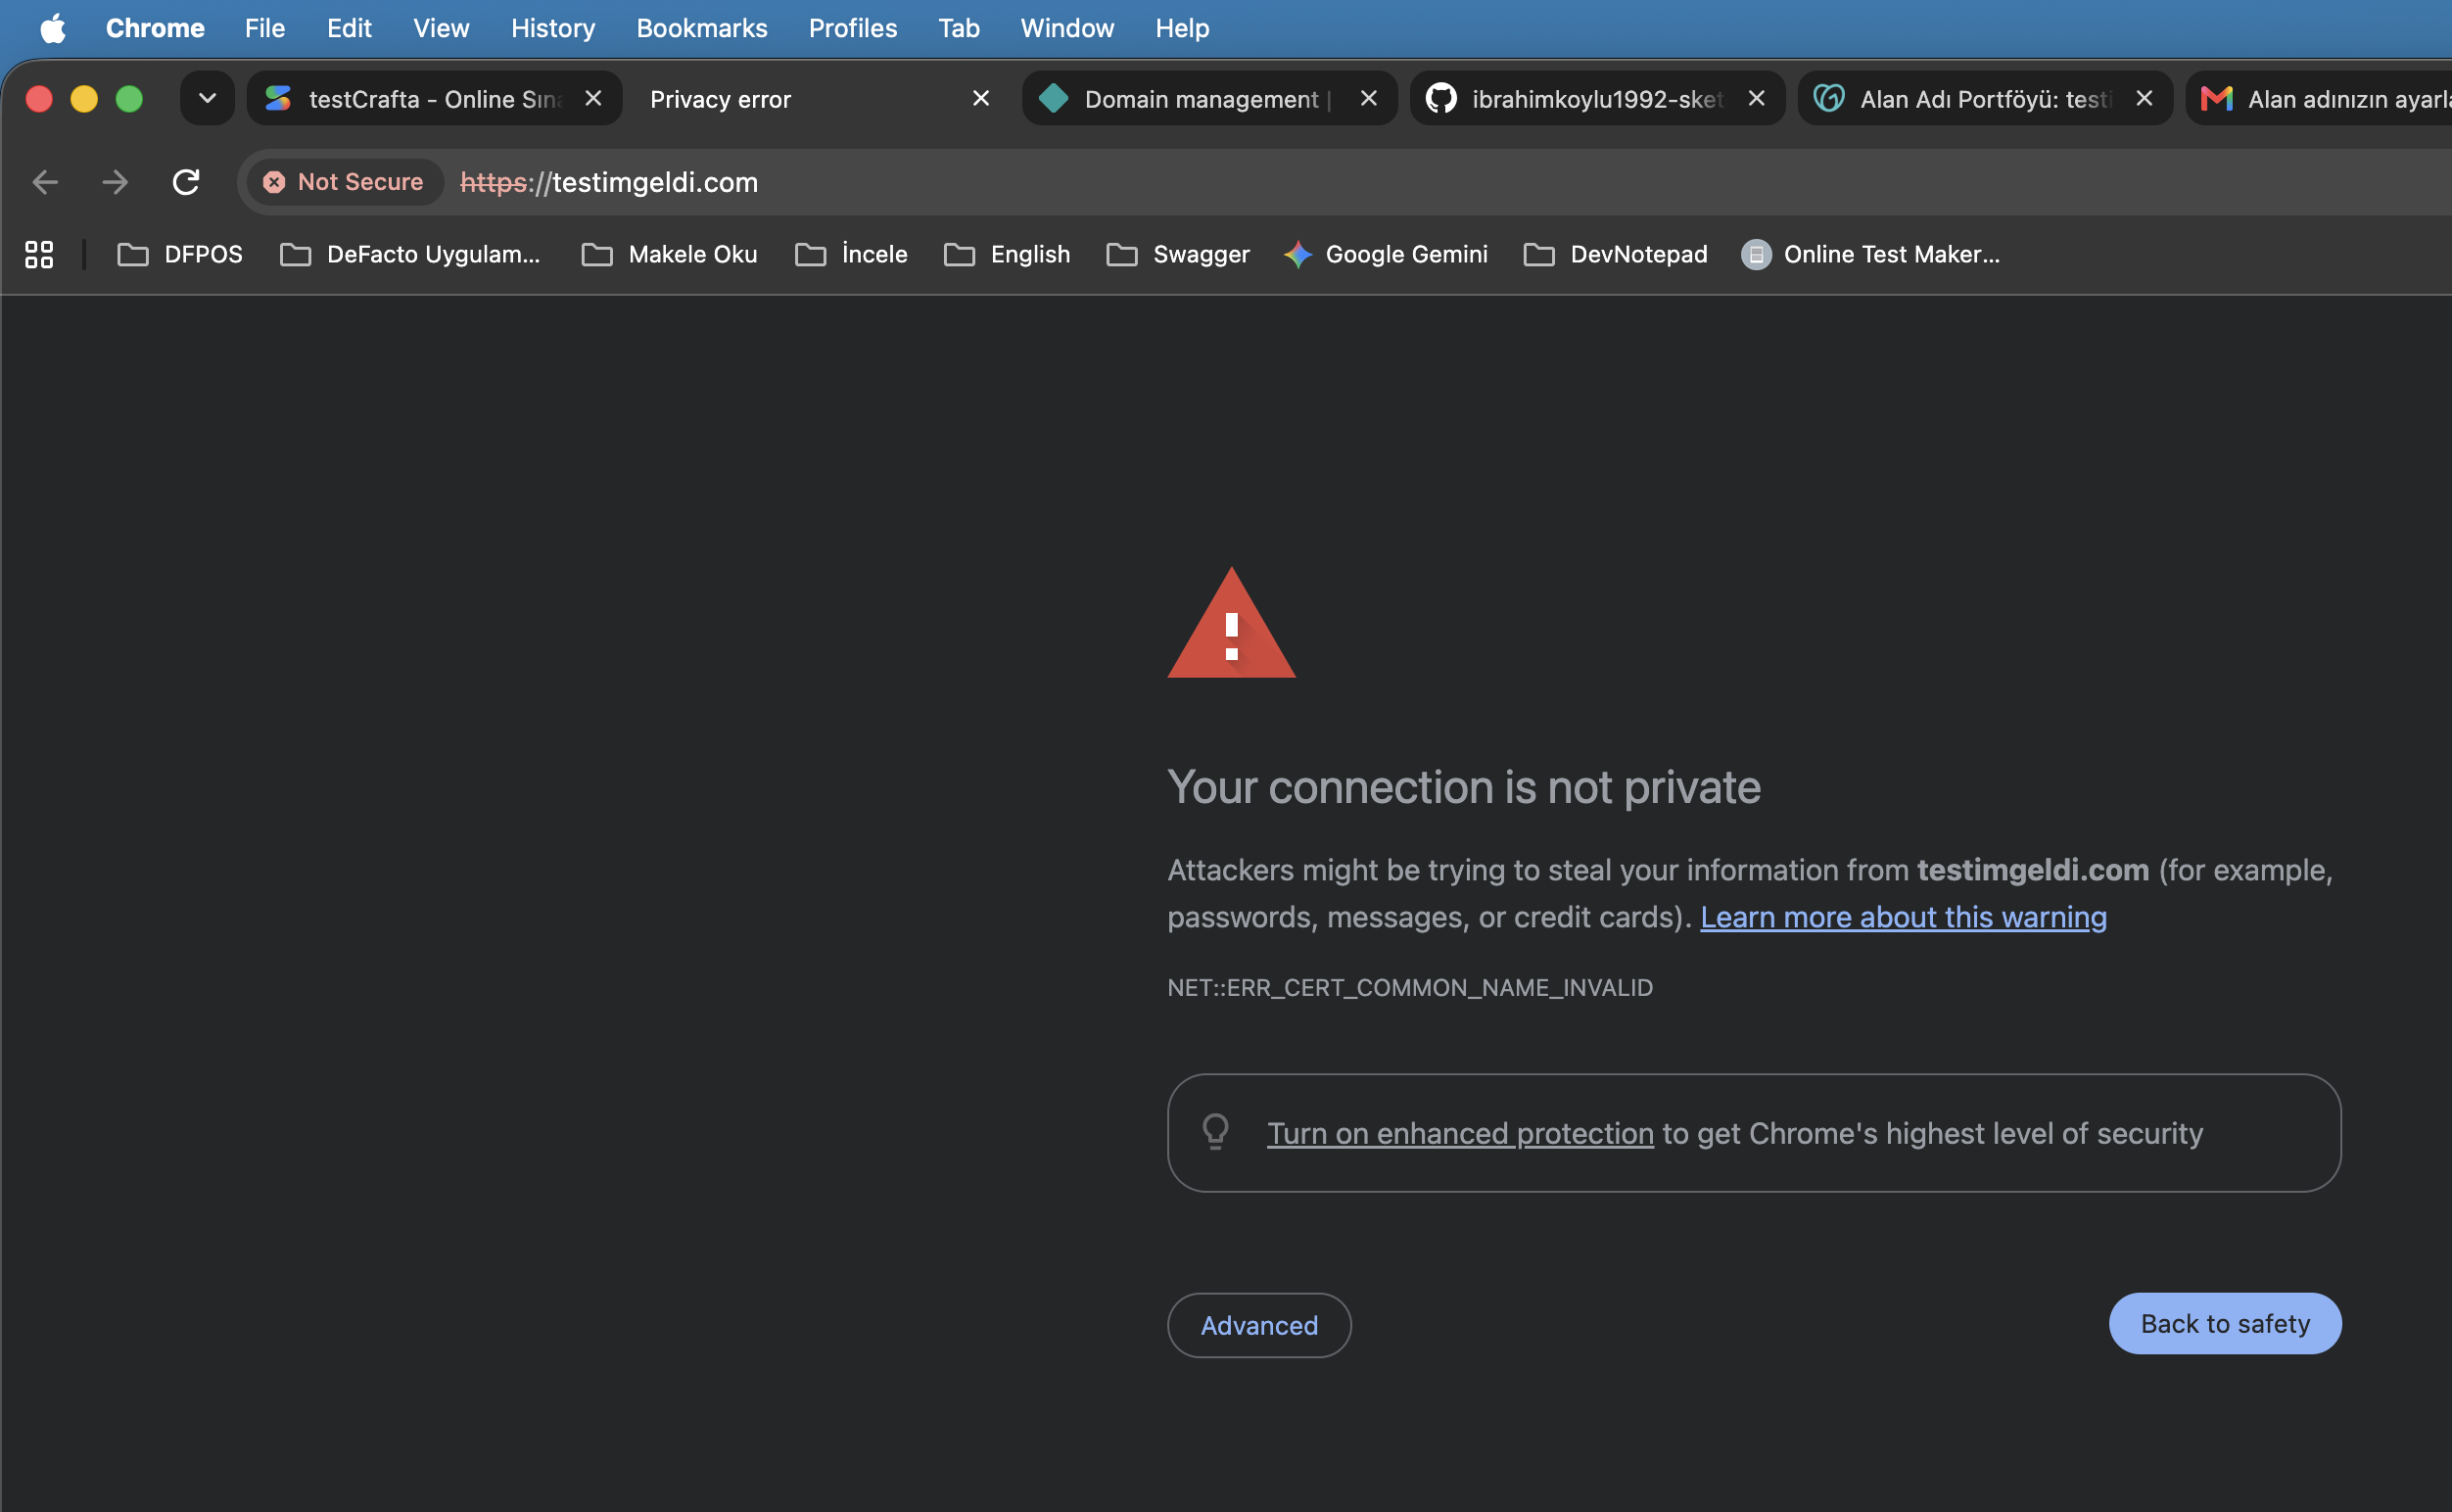 Chrome File Edit View History Bookmarks Profiles Tab Window Help
testCrafta - Online Sına
Privacy error
Domain management |
ibrahimkoylu1992-sket
Alan Adı Portföyü: testi
Alan adınızın ayarla
Not Secure https://testimgeldi.com
DFPOS DeFacto Uygulam... Makele Oku İncele English Swagger Google Gemini DevNotepad Online Test Maker...
Your connection is not private
Attackers might be trying to steal your information from testimgeldi.com (for example,
passwords, messages, or credit cards). Learn more about this warning
NET::ERR_CERT_COMMON_NAME_INVALID
Turn on enhanced protection to get Chrome's highest level of security
Advanced
Back to safety